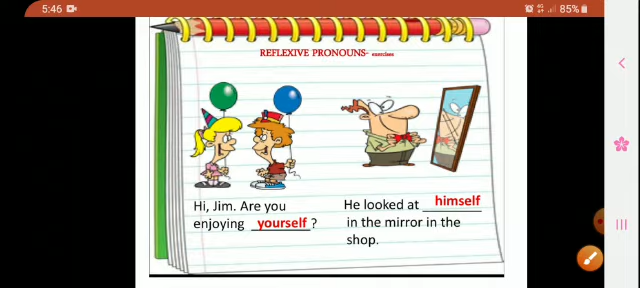 5:46
4G
85%
REFLEXIVE PRONOUNS- exercises
Hi, Jim. Are you
enjoying yourself?
He looked at himself
in the mirror in the
shop.